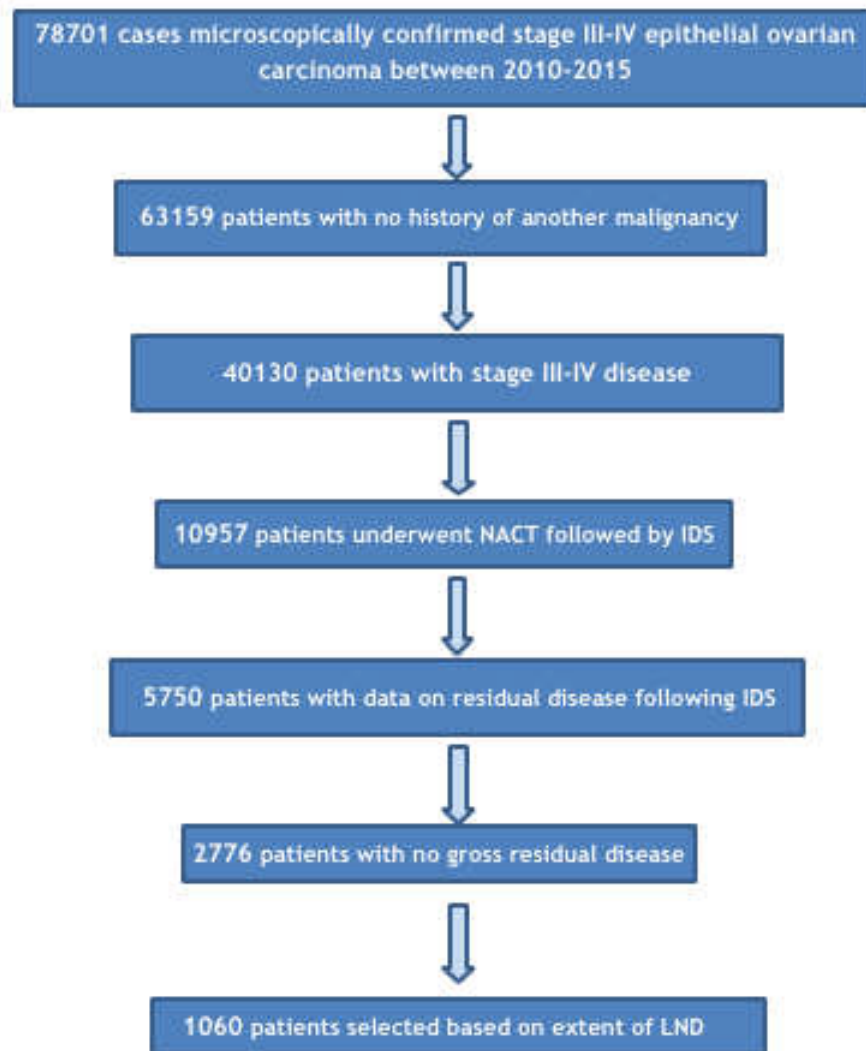 78701 cases microscopically confirmed stage III-IV epithelial ovarian
carcinoma between 2010-2015
63159 patients with no history of another malignancy
40130 patients with stage III-IV disease
10957 patients underwent NACT followed by IDS
5750 patients with data on residual disease following IDS
2776 patients with no gross residual disease
1060 patients selected based on extent of LND